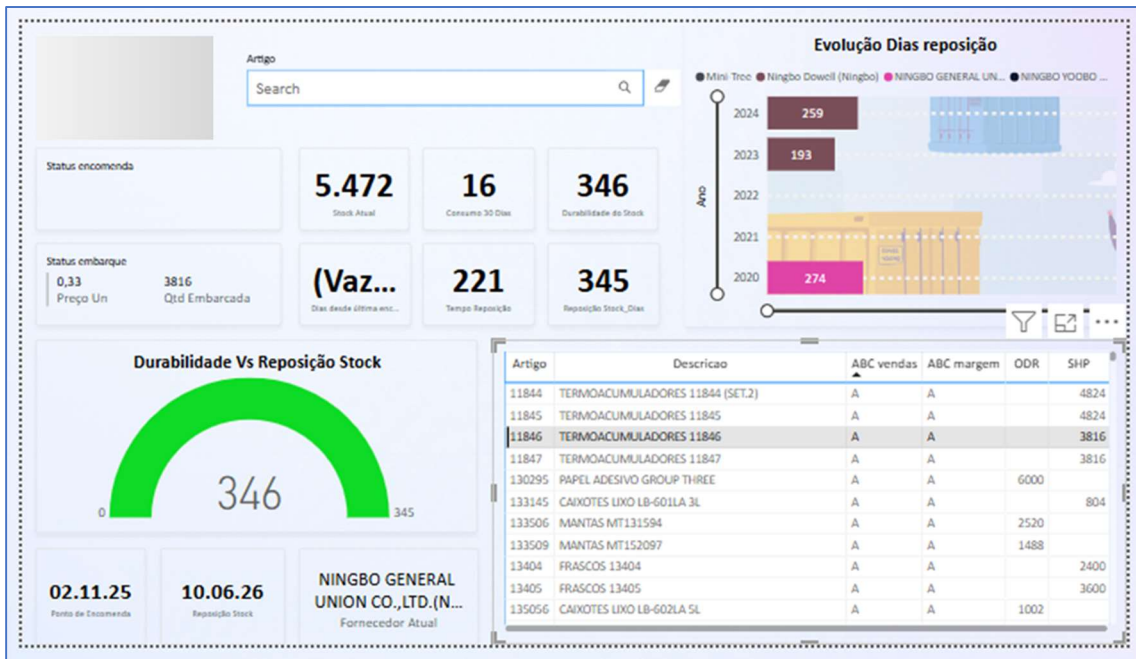 Artigo
Search
Evolução Dias reposição
Mini Tree Ningbo Dowell (Ningbo) NINGBO GENERAL UN... NINGBO YOOBO ...
Ano
2024 259
2023 193
2022
2021
2020 274
Status encomenda
5.472
Stock Atual
16
Consumo 30 Dias
346
Durabilidade do Stock
Status embarque
0,33
Preço Un
3816
Qtd Embarcada
(Vaz...
Dias desde última enc...
221
Tempo Reposição
345
Reposição Stock_Dias
Durabilidade Vs Reposição Stock
346
0 345
02.11.25
Ponto de Encomenda
10.06.26
Reposição Stock
NINGBO GENERAL
UNION CO.,LTD.(N...
Fornecedor Atual
Artigo Descricao ABC vendas ABC margem ODR SHP
11844 TERMOACUMULADORES 11844 (SET.2) A A 4824
11845 TERMOACUMULADORES 11845 A A 4824
11846 TERMOACUMULADORES 11846 A A 3816
11847 TERMOACUMULADORES 11847 A A 3816
130295 PAPEL ADESIVO GROUP THREE A A 6000
133145 CAIXOTES LIXO LB-601LA 3L A A 804
133506 MANTAS MT131594 A A 2520
133509 MANTAS MT152097 A A 1488
13404 FRASCOS 13404 A A 2400
13405 FRASCOS 13405 A A 3600
135056 CAIXOTES LIXO LB-602LA 5L A A 1002